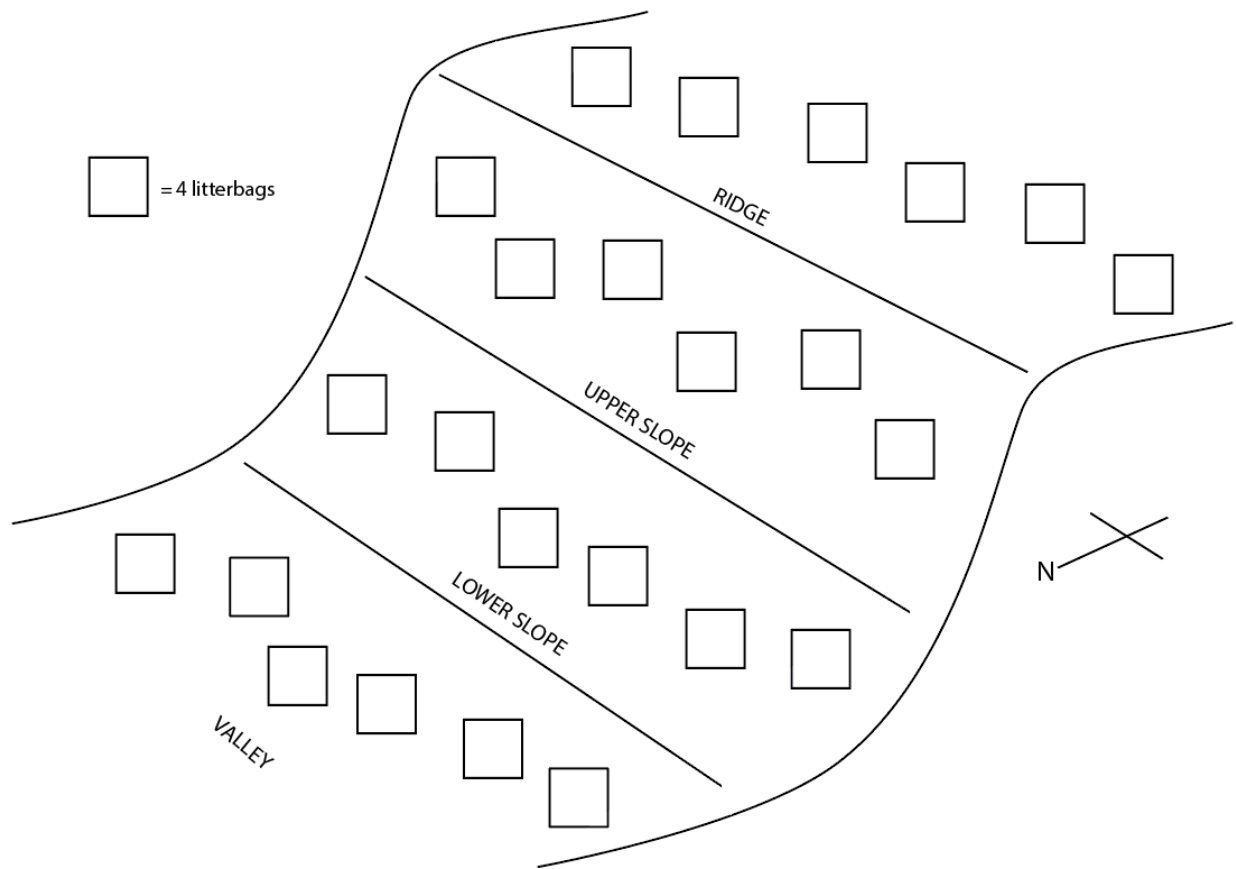 RIDGE
= 4 litterbags
UPPER SLOPE
LOWER SLOPE
N
VALLEY